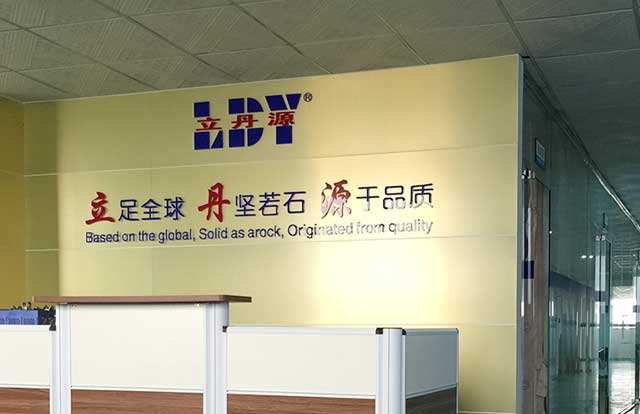 LDY®
立丹源
立足全球 丹坚若石 源于品质
Based on the global, Solid as arock, Originated from quality